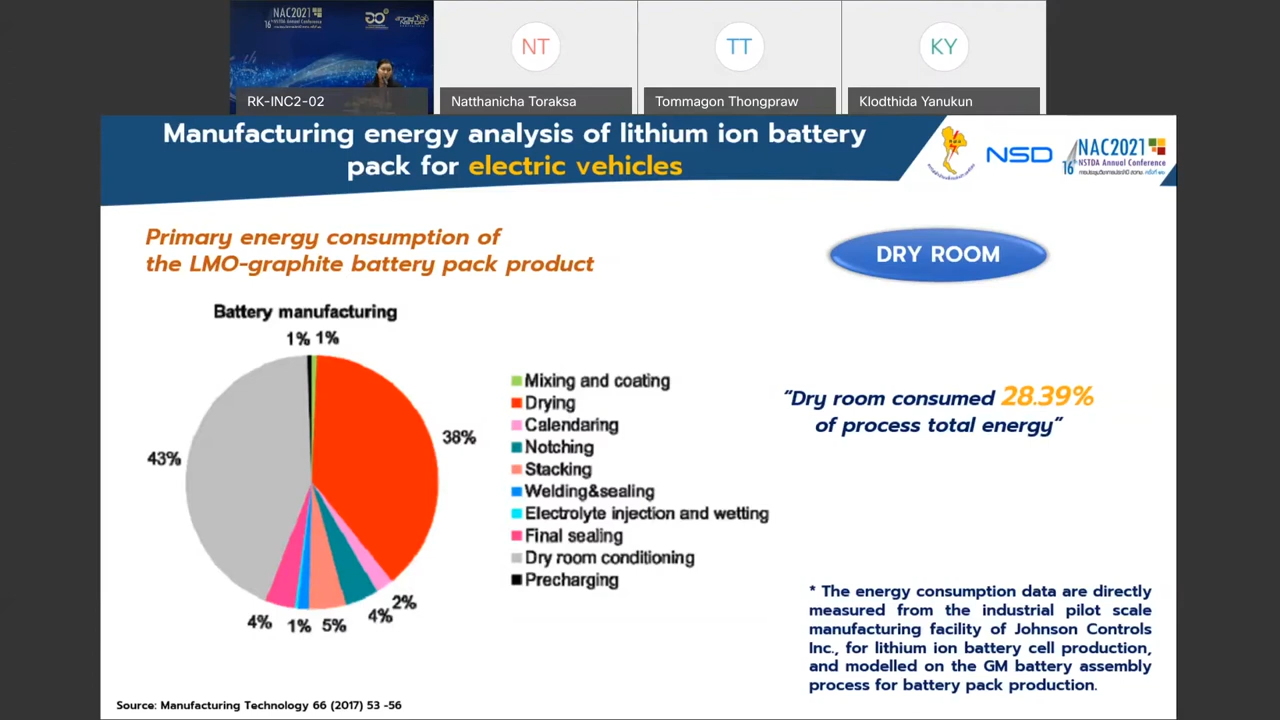 NAC2021
16
RK-INC2-02
NT
Natthanicha Toraksa
TT
Tommagon Thongpraw
KY
Klodthida Yanukun
Manufacturing energy analysis of lithium ion battery
pack for electric vehicles
NSD
NAC2021
16th NSTDA Annual Conference
Primary energy consumption of
the LMO-graphite battery pack product
DRY ROOM
Battery manufacturing
1% 1%
38%
43%
4% 1% 5% 4% 2%
Mixing and coating
Drying
Calendaring
Notching
Stacking
Welding&sealing
Electrolyte injection and wetting
Final sealing
Dry room conditioning
Precharging
“Dry room consumed 28.39%
of process total energy”
* The energy consumption data are directly
measured from the industrial pilot scale
manufacturing facility of Johnson Controls
Inc., for lithium ion battery cell production,
and modelled on the GM battery assembly
process for battery pack production.
Source: Manufacturing Technology 66 (2017) 53 -56